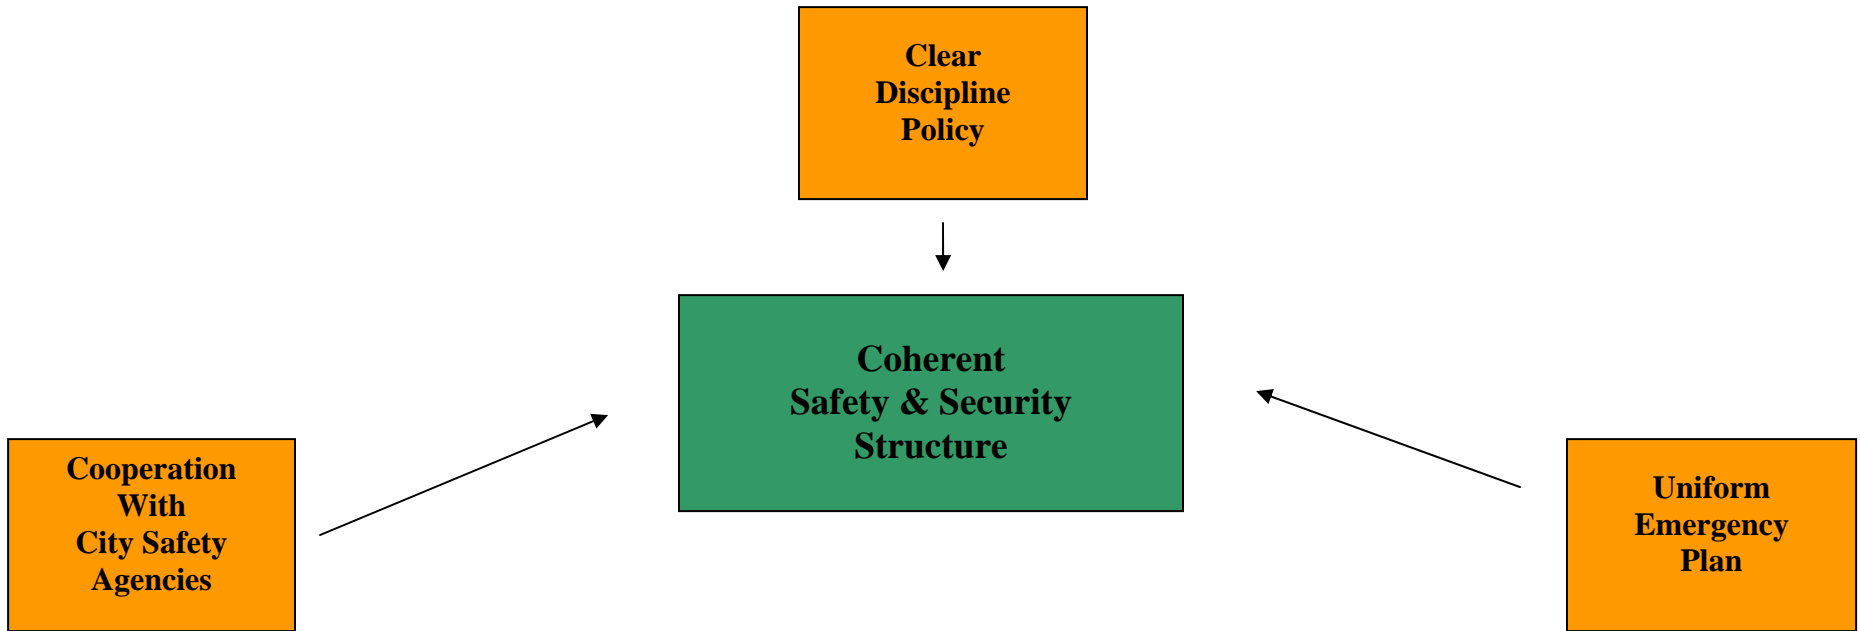 Clear
Discipline
Policy
Coherent
Safety & Security
Structure
Cooperation
With
City Safety
Agencies
Uniform
Emergency
Plan